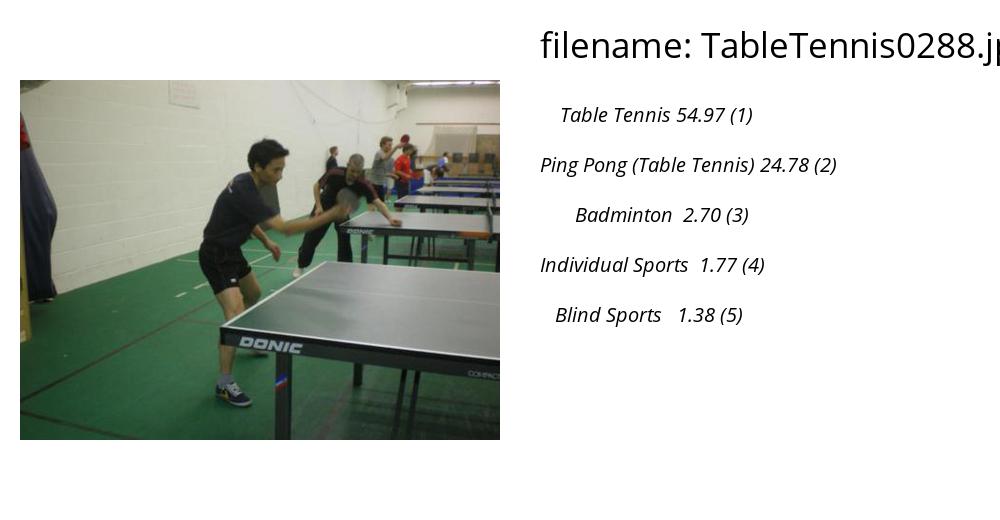 filename: TableTennis0288.jp
Table Tennis 54.97 (1)
Ping Pong (Table Tennis) 24.78 (2)
Badminton 2.70 (3)
Individual Sports 1.77 (4)
Blind Sports 1.38 (5)
DONIC
DONIC
COMPAC